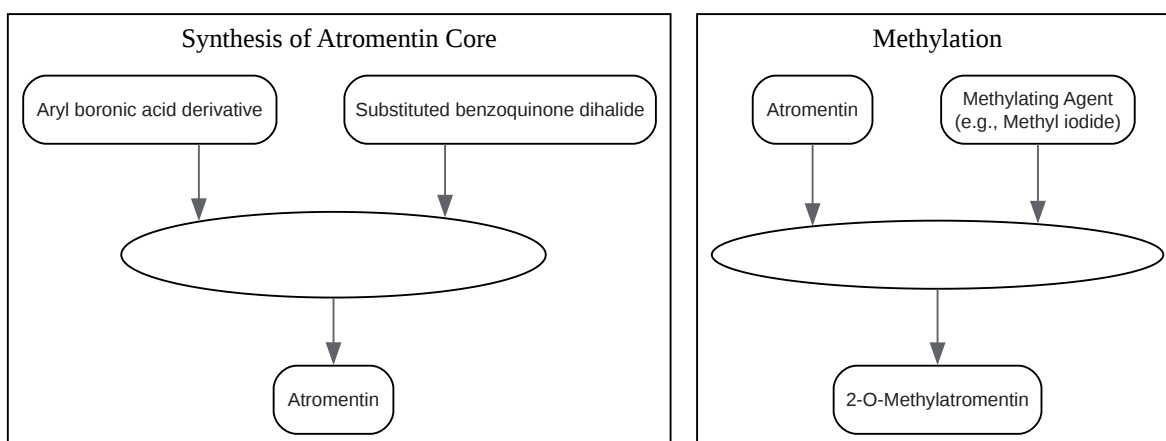 Synthesis of Atromentin Core
Aryl boronic acid derivative
Substituted benzoquinone dihalide
Atromentin
Methylation
Atromentin
Methylating Agent
(e.g., Methyl iodide)
2-O-Methylatromentin